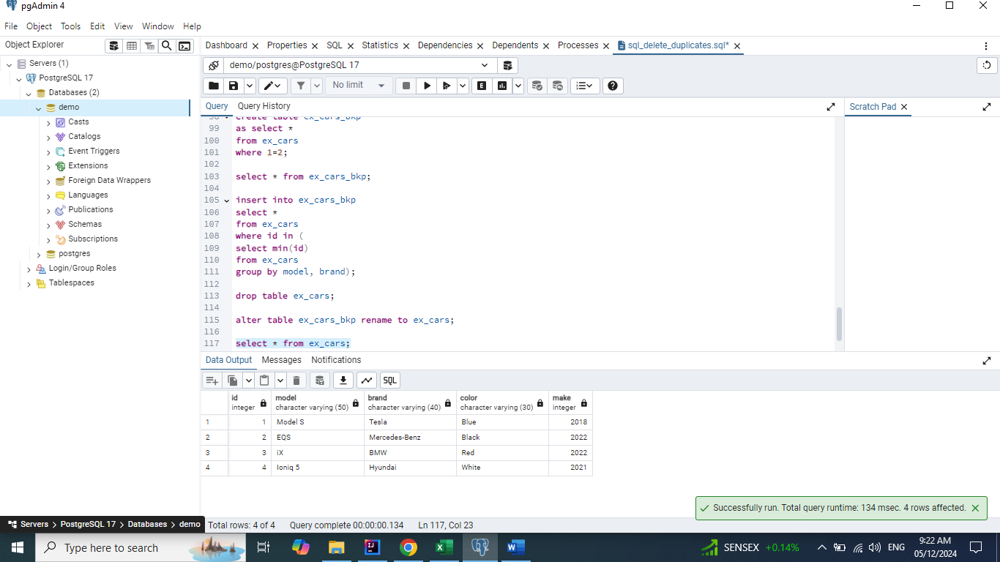 pgAdmin 4
File Object Tools Edit View Window Help
Object Explorer
Dashboard Properties SQL Statistics Dependencies Dependents Processes sql_delete_duplicates.sql*
Servers (1)
PostgreSQL 17
Databases (2)
demo
Casts
Catalogs
Event Triggers
Extensions
Foreign Data Wrappers
Languages
Publications
Schemas
Subscriptions
postgres
Login/Group Roles
Tablespaces
demo/postgres@PostgreSQL 17
No limit
Query Query History
Scratch Pad
98 create table ex_cars_bkp
99 as select *
100 from ex_cars
101 where 1=2;
102
103 select * from ex_cars_bkp;
104
105 insert into ex_cars_bkp
106 select *
107 from ex_cars
108 where id in (
109 select min(id)
110 from ex_cars
111 group by model, brand);
112
113 drop table ex_cars;
114
115 alter table ex_cars_bkp rename to ex_cars;
116
117 select * from ex_cars;
Data Output Messages Notifications
SQL
id model brand color make
integer character varying (50) character varying (40) character varying (30) integer
1 1 Model S Tesla Blue 2018
2 2 EQS Mercedes-Benz Black 2022
3 3 iX BMW Red 2022
4 4 Ioniq 5 Hyundai White 2021
Successfully run. Total query runtime: 134 msec. 4 rows affected.
Servers > PostgreSQL 17 > Databases > demo
Total rows: 4 of 4 Query complete 00:00:00.134 Ln 117, Col 23
Type here to search
SENSEX +0.14%
ENG
9:22 AM
05/12/2024